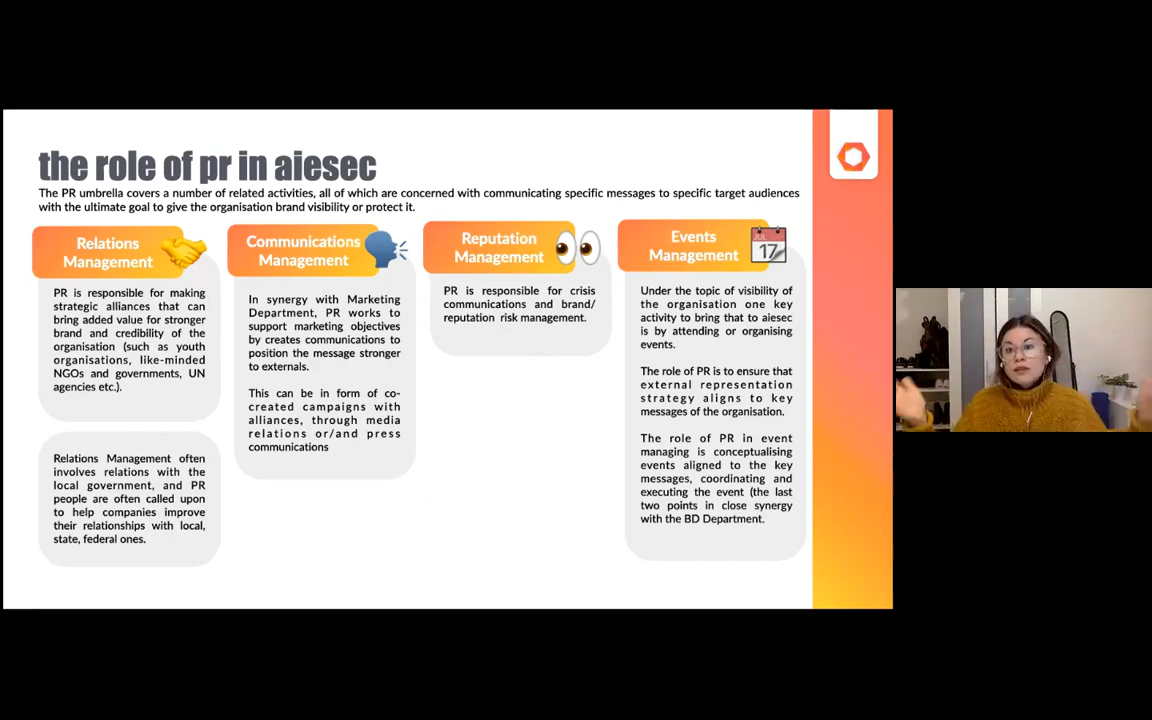 the role of pr in aiesec
The PR umbrella covers a number of related activities, all of which are concerned with communicating specific messages to specific target audiences
with the ultimate goal to give the organisation brand visibility or protect it.
Relations
Management
PR is responsible for making
strategic alliances that can
bring added value for stronger
brand and credibility of the
organisation (such as youth
organisations, like-minded
NGOs and governments, UN
agencies etc.).
Relations Management often
involves relations with the
local government, and PR
people are often called upon
to help companies improve
their relationships with local,
state, federal ones.
Communications
Management
In synergy with Marketing
Department, PR works to
support marketing objectives
by creates communications to
position the message stronger
to externals.
This can be in form of co-
created campaigns with
alliances, through media
relations or/and press
communications
Reputation
Management
PR is responsible for crisis
communications and brand/
reputation risk management.
Events
Management
JUL
17
Under the topic of visibility of
the organisation one key
activity to bring that to aiesec
is by attending or organising
events.
The role of PR is to ensure that
external representation
strategy aligns to key
messages of the organisation.
The role of PR in event
managing is conceptualising
events aligned to the key
messages, coordinating and
executing the event (the last
two points in close synergy
with the BD Department.